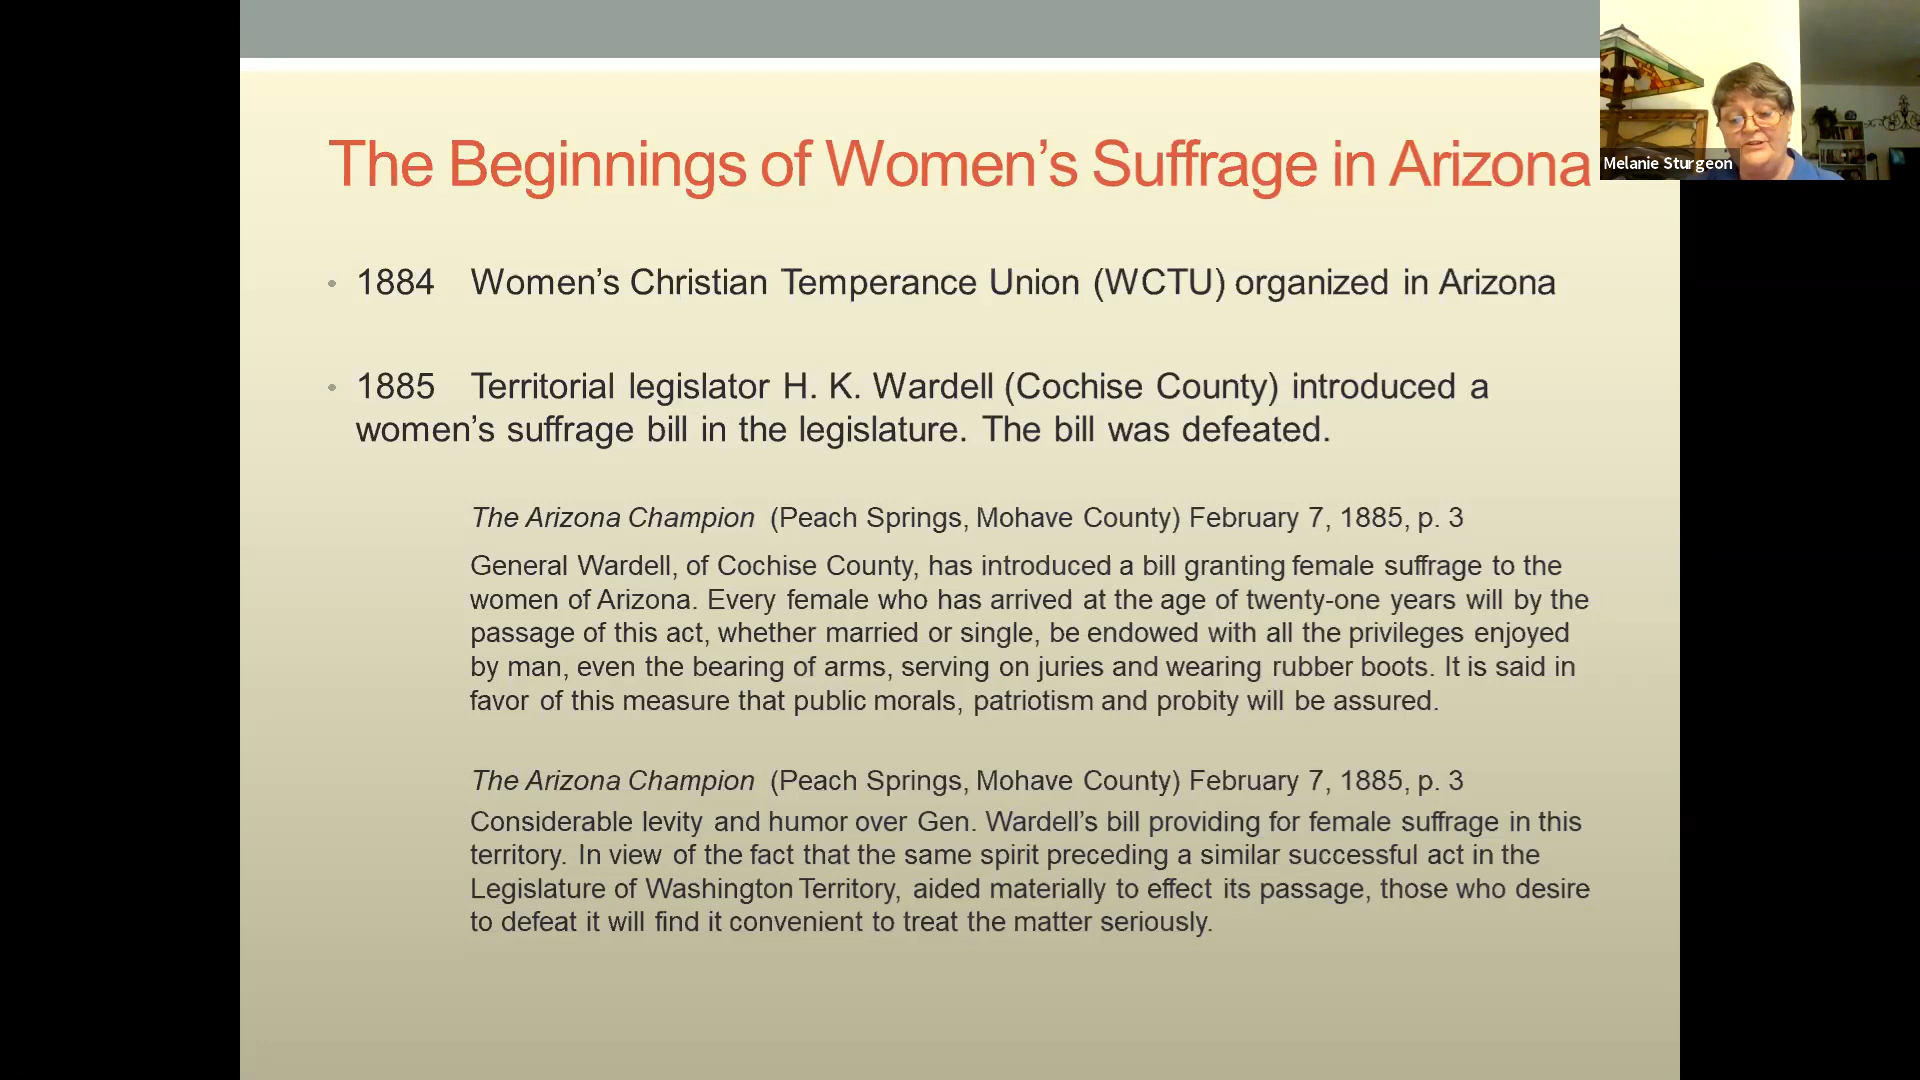 The Beginnings of Women’s Suffrage in Arizona
Melanie Sturgeon
• 1884 Women’s Christian Temperance Union (WCTU) organized in Arizona
• 1885 Territorial legislator H. K. Wardell (Cochise County) introduced a
women’s suffrage bill in the legislature. The bill was defeated.
The Arizona Champion (Peach Springs, Mohave County) February 7, 1885, p. 3
General Wardell, of Cochise County, has introduced a bill granting female suffrage to the
women of Arizona. Every female who has arrived at the age of twenty-one years will by the
passage of this act, whether married or single, be endowed with all the privileges enjoyed
by man, even the bearing of arms, serving on juries and wearing rubber boots. It is said in
favor of this measure that public morals, patriotism and probity will be assured.
The Arizona Champion (Peach Springs, Mohave County) February 7, 1885, p. 3
Considerable levity and humor over Gen. Wardell’s bill providing for female suffrage in this
territory. In view of the fact that the same spirit preceding a similar successful act in the
Legislature of Washington Territory, aided materially to effect its passage, those who desire
to defeat it will find it convenient to treat the matter seriously.